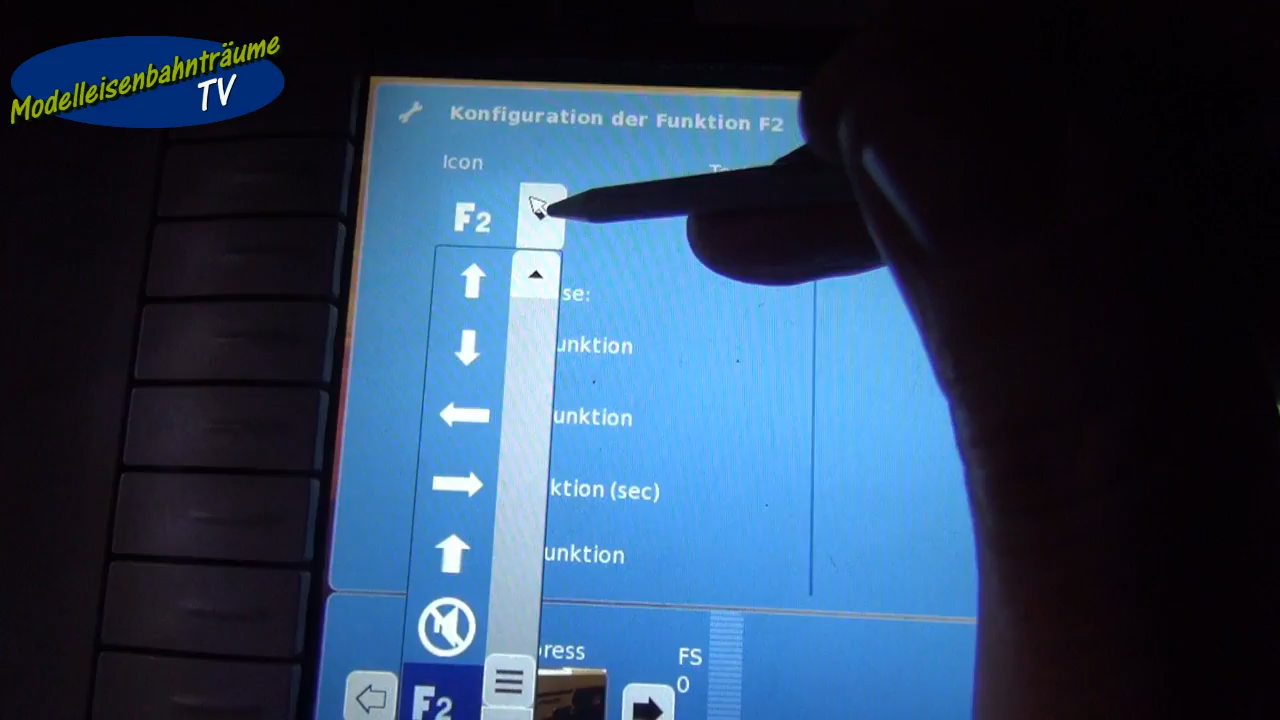 Modelleisenbahnträume
TV
Konfiguration der Funktion F2
Icon
F2
se:
unktion
unktion
ktion (sec)
unktion
ress
FS
0
F2